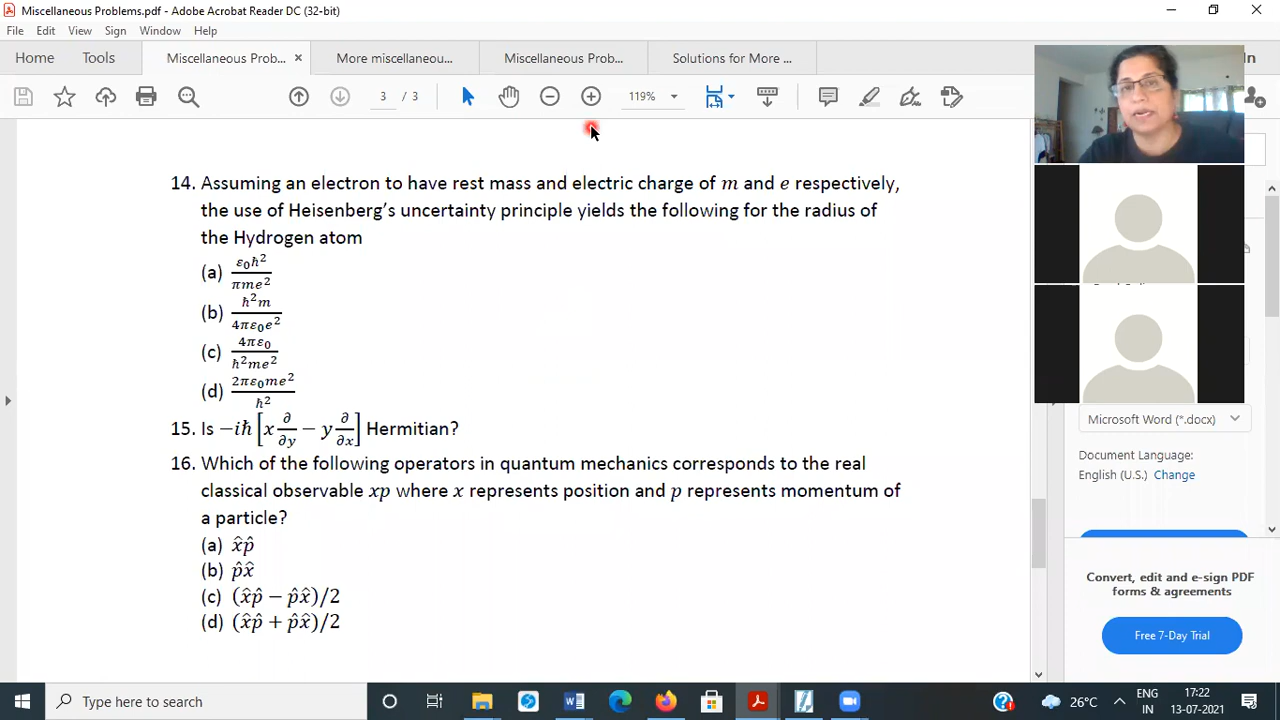 Miscellaneous Problems.pdf - Adobe Acrobat Reader DC (32-bit)
File Edit View Sign Window Help
Home Tools Miscellaneous Prob... × More miscellaneou... Miscellaneous Prob... Solutions for More ... In
3 / 3 119%
14. Assuming an electron to have rest mass and electric charge of m and e respectively,
the use of Heisenberg's uncertainty principle yields the following for the radius of
the Hydrogen atom
(a) ε₀ħ²/πme²
(b) ħ²m/4πε₀e²
(c) 4πε₀/ħ²me²
(d) 2πε₀me²/ħ²
15. Is −iħ [x ∂/∂y − y ∂/∂x] Hermitian?
16. Which of the following operators in quantum mechanics corresponds to the real
classical observable xp where x represents position and p represents momentum of
a particle?
(a) x̂p̂
(b) p̂x̂
(c) (x̂p̂ − p̂x̂)/2
(d) (x̂p̂ + p̂x̂)/2
Microsoft Word (*.docx)
Document Language:
English (U.S.) Change
Convert, edit and e-sign PDF
forms & agreements
Free 7-Day Trial
Type here to search
26°C
ENG
IN
17:22
13-07-2021